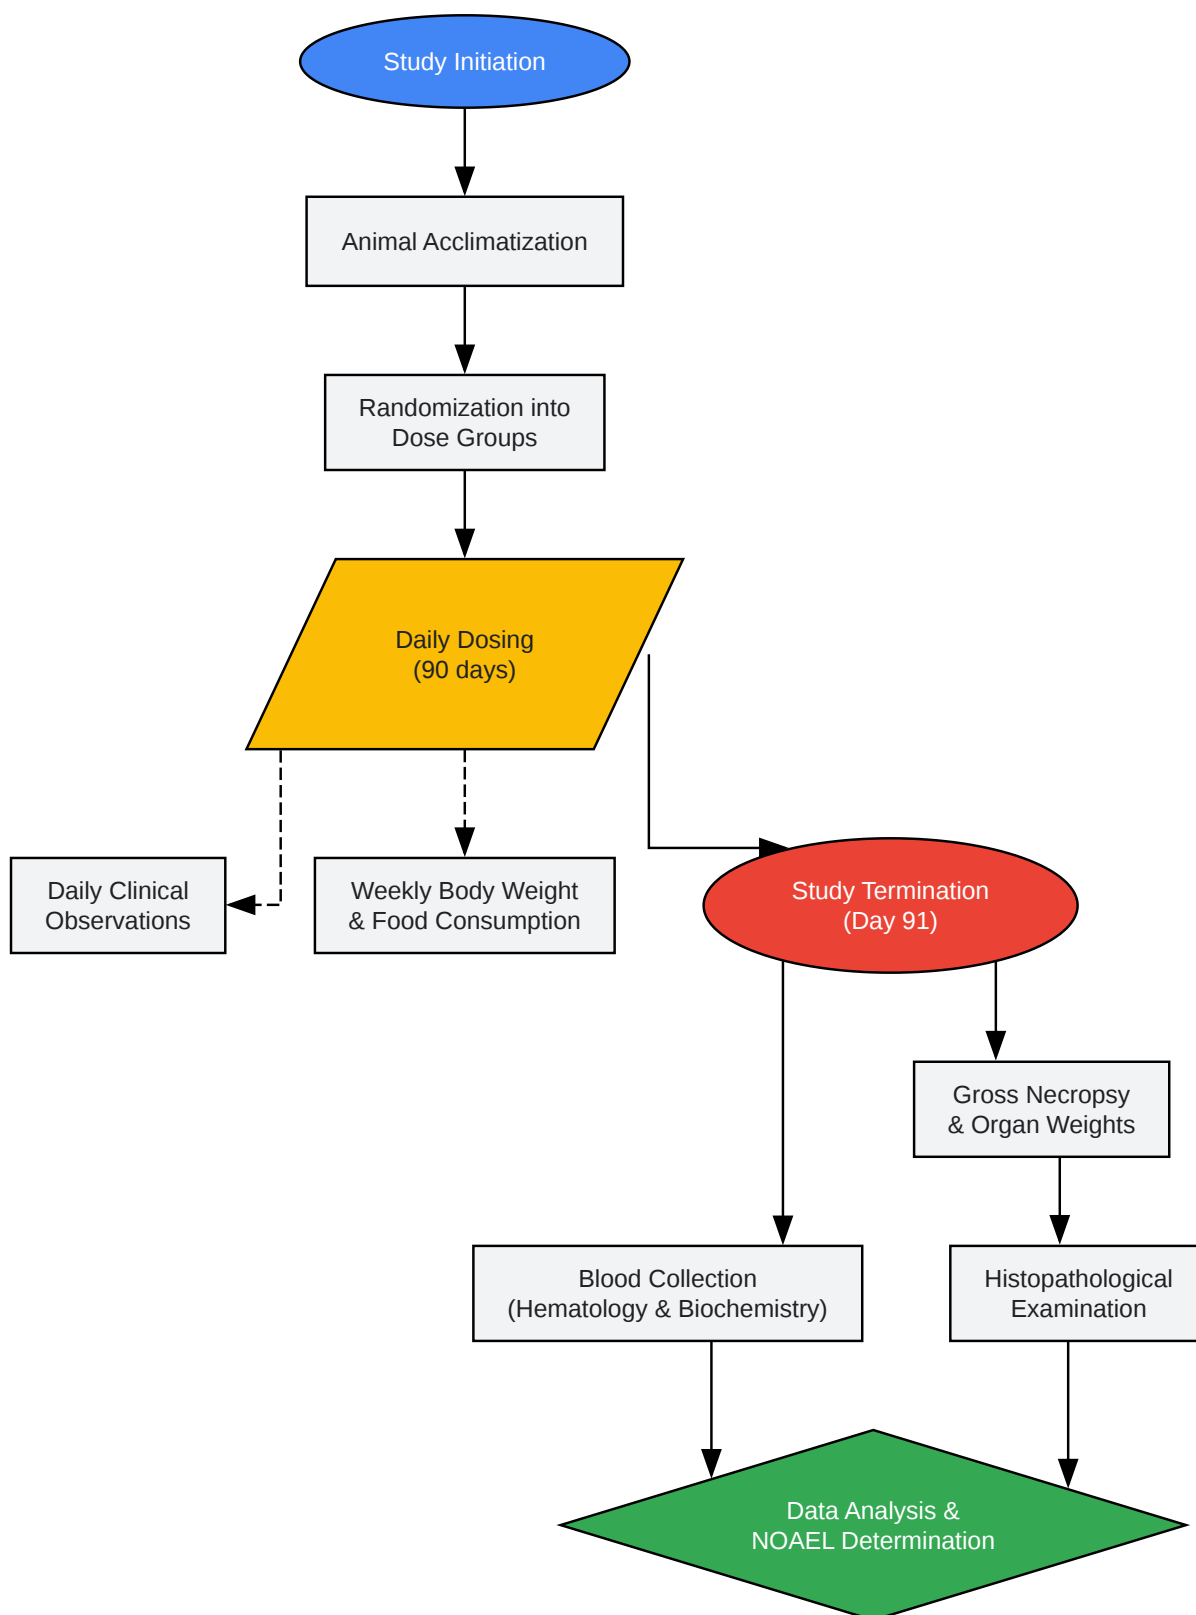 Study Initiation
Animal Acclimatization
Randomization into
Dose Groups
Daily Dosing
(90 days)
Daily Clinical
Observations
Weekly Body Weight
& Food Consumption
Study Termination
(Day 91)
Gross Necropsy
& Organ Weights
Blood Collection
(Hematology & Biochemistry)
Histopathological
Examination
Data Analysis &
NOAEL Determination